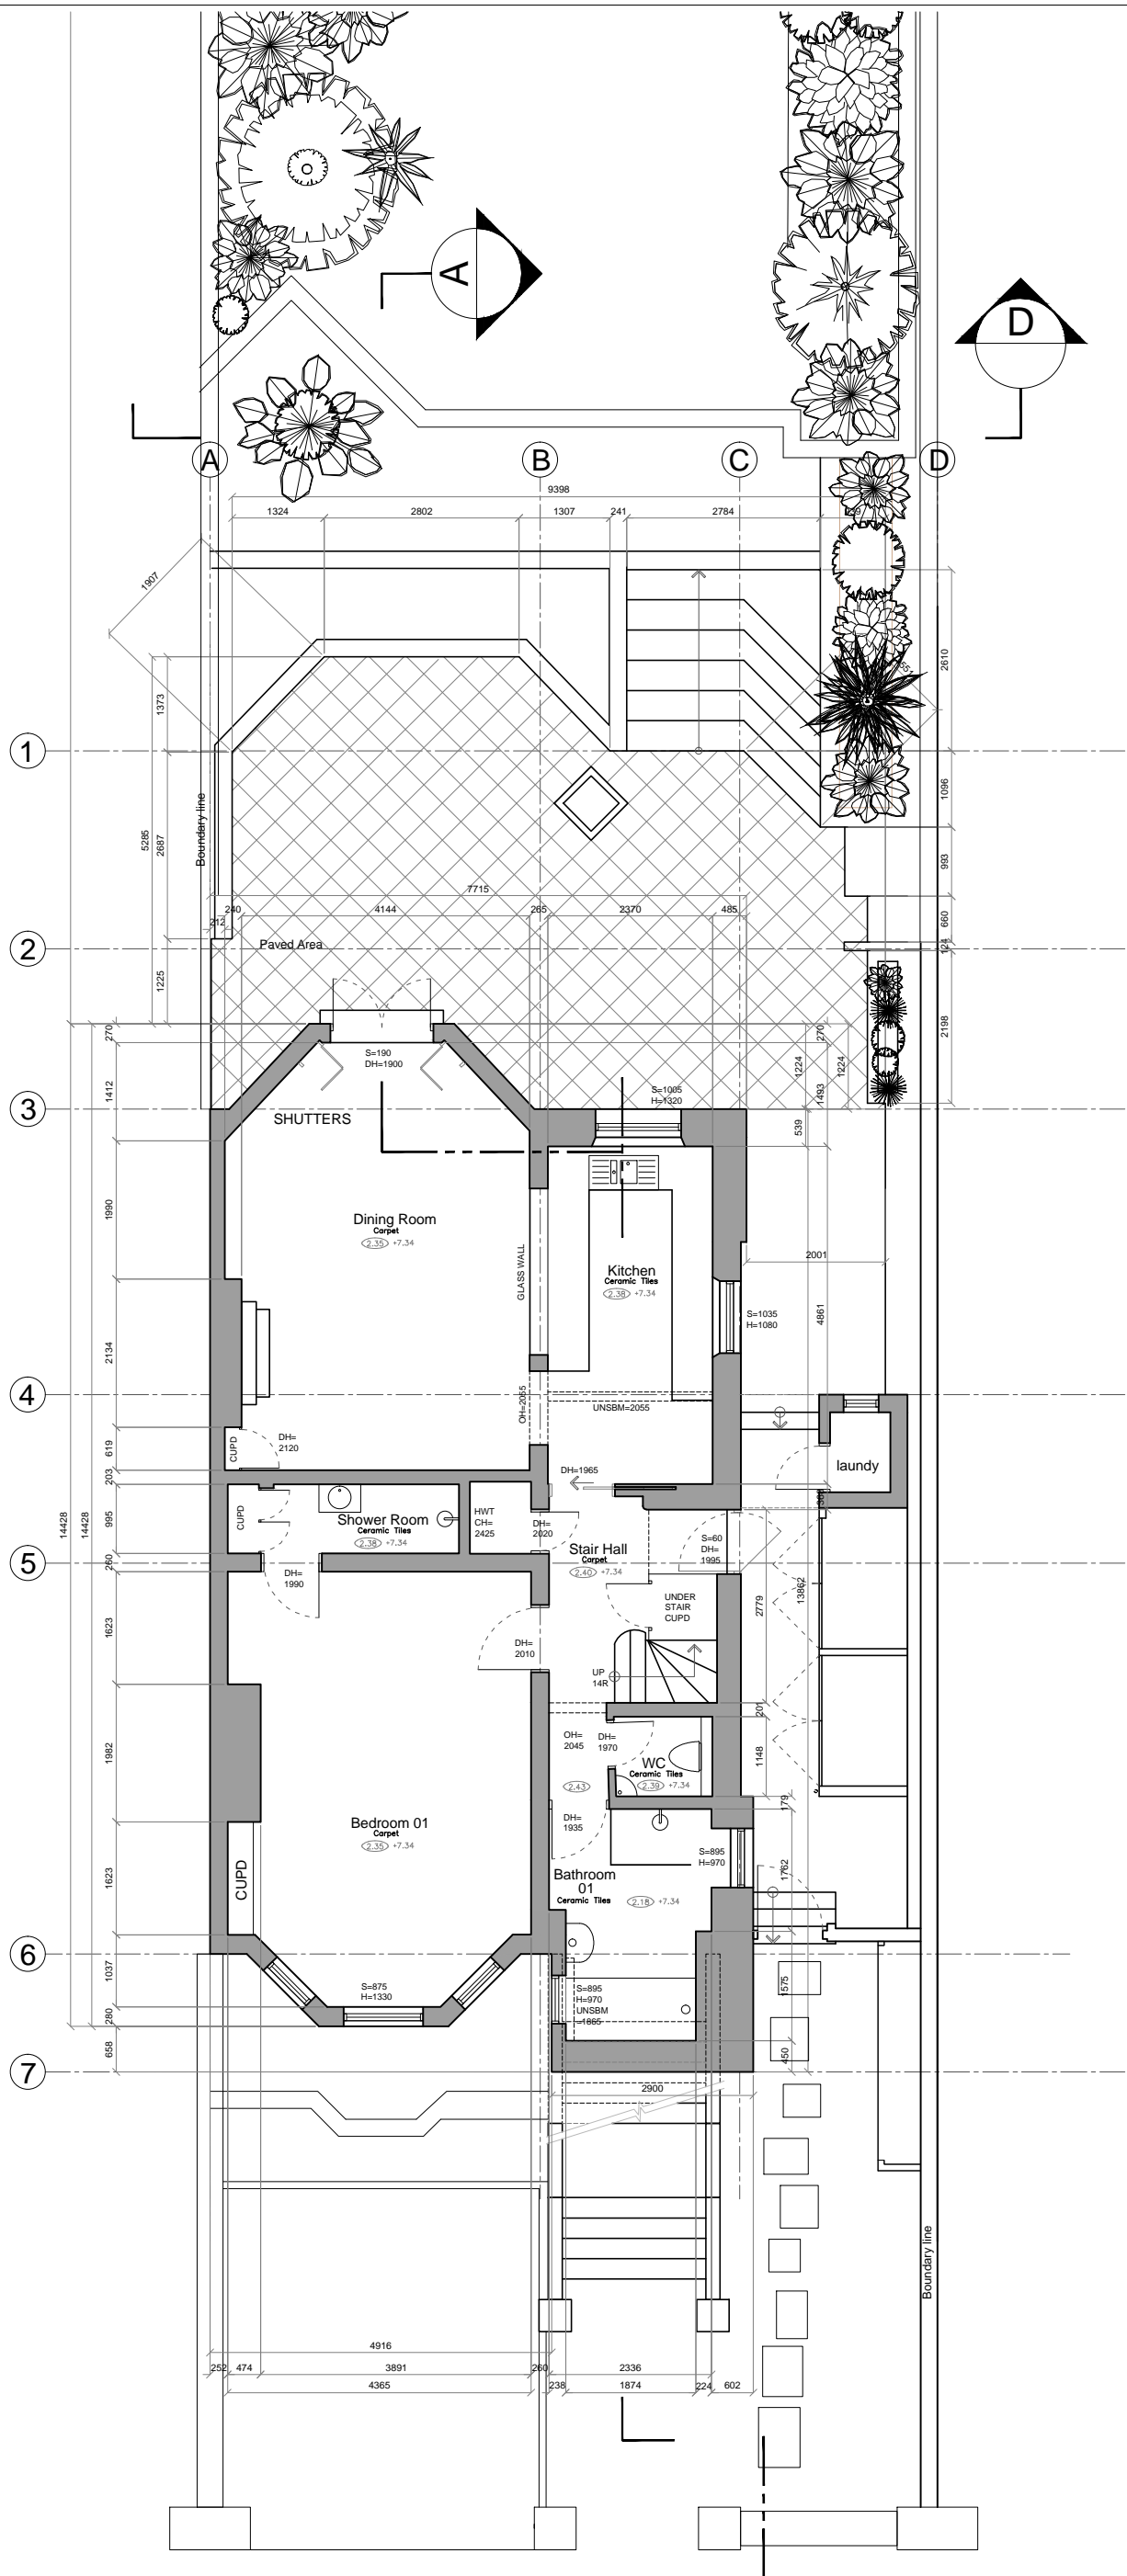 A
D
A
B
C
D
9398
1324
2802
1307
241
2784
1907
2610
551
1373
5285
2687
1
Boundary line
1096
993
7715
240
4144
265
2370
485
212
660
124
2
Paved Area
1225
2198
270
S=190
DH=1900
270
1224
1224
1493
1412
S=1005
H=1320
3
SHUTTERS
539
1990
Dining Room
Carpet
2.35 +7.34
GLASS WALL
Kitchen
Ceramic Tiles
2.38 +7.34
2001
S=1035
H=1080
4861
2134
4
OH=2055
UNSBM=2055
619
CUPD
DH=
2120
laundy
203
DH=1965
14428
14428
995
CUPD
Shower Room
Ceramic Tiles
2.38 +7.34
HWT
CH=
2425
DH=
2020
Stair Hall
Carpet
2.40 +7.34
S=60
DH=
1995
5
260
DH=
1990
UNDER
STAIR
CUPD
2779
13862
1623
DH=
2010
UP
14R
201
OH=
2045
DH=
1970
1982
WC
Ceramic Tiles
2.39 +7.34
2.43
1148
179
Bedroom 01
Carpet
2.35 +7.34
DH=
1935
S=895
H=970
1762
1623
CUPD
Bathroom
01
Ceramic Tiles
2.18 +7.34
6
1037
S=875
H=1330
S=895
H=970
UNSBM
=1865
1575
280
658
450
7
2900
Boundary line
4916
252
474
3891
260
2336
4365
238
1874
224
602